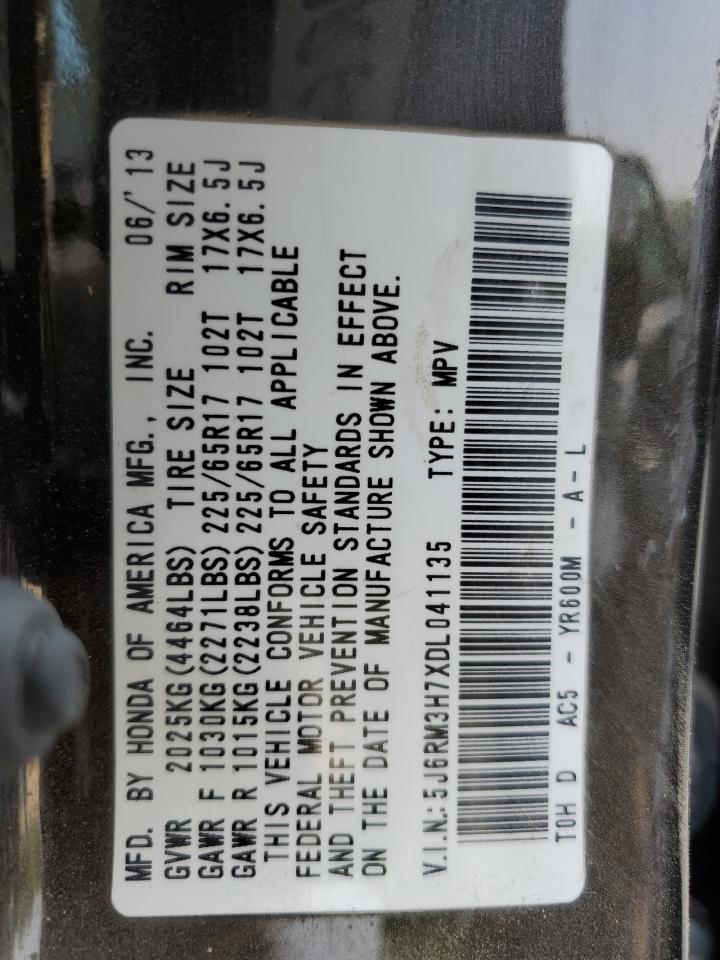 MFD. BY HONDA OF AMERICA MFG., INC. 06/'13
GVWR 2025KG(4464LBS) TIRE SIZE RIM SIZE
GAWR F 1030KG(2271LBS) 225/65R17 102T 17X6.5J
GAWR R 1015KG(2238LBS) 225/65R17 102T 17X6.5J
THIS VEHICLE CONFORMS TO ALL APPLICABLE
FEDERAL MOTOR VEHICLE SAFETY
AND THEFT PREVENTION STANDARDS IN EFFECT
ON THE DATE OF MANUFACTURE SHOWN ABOVE.
V.I.N.: 5J6RM3H7XDL041135 TYPE: MPV
TOH D AC5 - YR600M - A - L